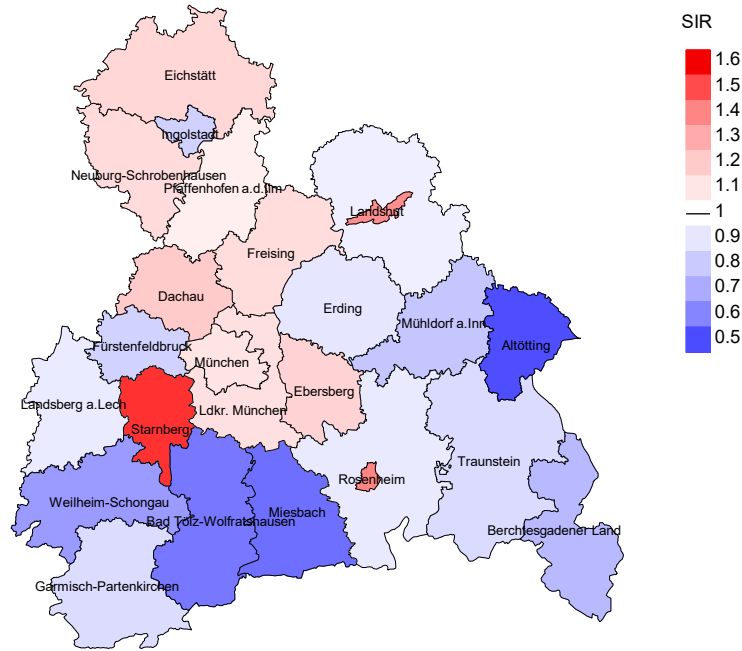 SIR
1.6
1.5
1.4
1.3
1.2
1.1
1
0.9
0.8
0.7
0.6
0.5
Eichstätt
Ingolstadt
Neuburg-Schrobenhausen
Pfaffenhofen a.d.Ilm
Landshut
Freising
Dachau
Erding
Mühldorf a.Inn
Altötting
Fürstenfeldbruck
München
Ebersberg
Landsberg a.Lech
Ldkr. München
Starnberg
Traunstein
Rosenheim
Weilheim-Schongau
Miesbach
Bad Tölz-Wolfratshausen
Berchtesgadener Land
Garmisch-Partenkirchen